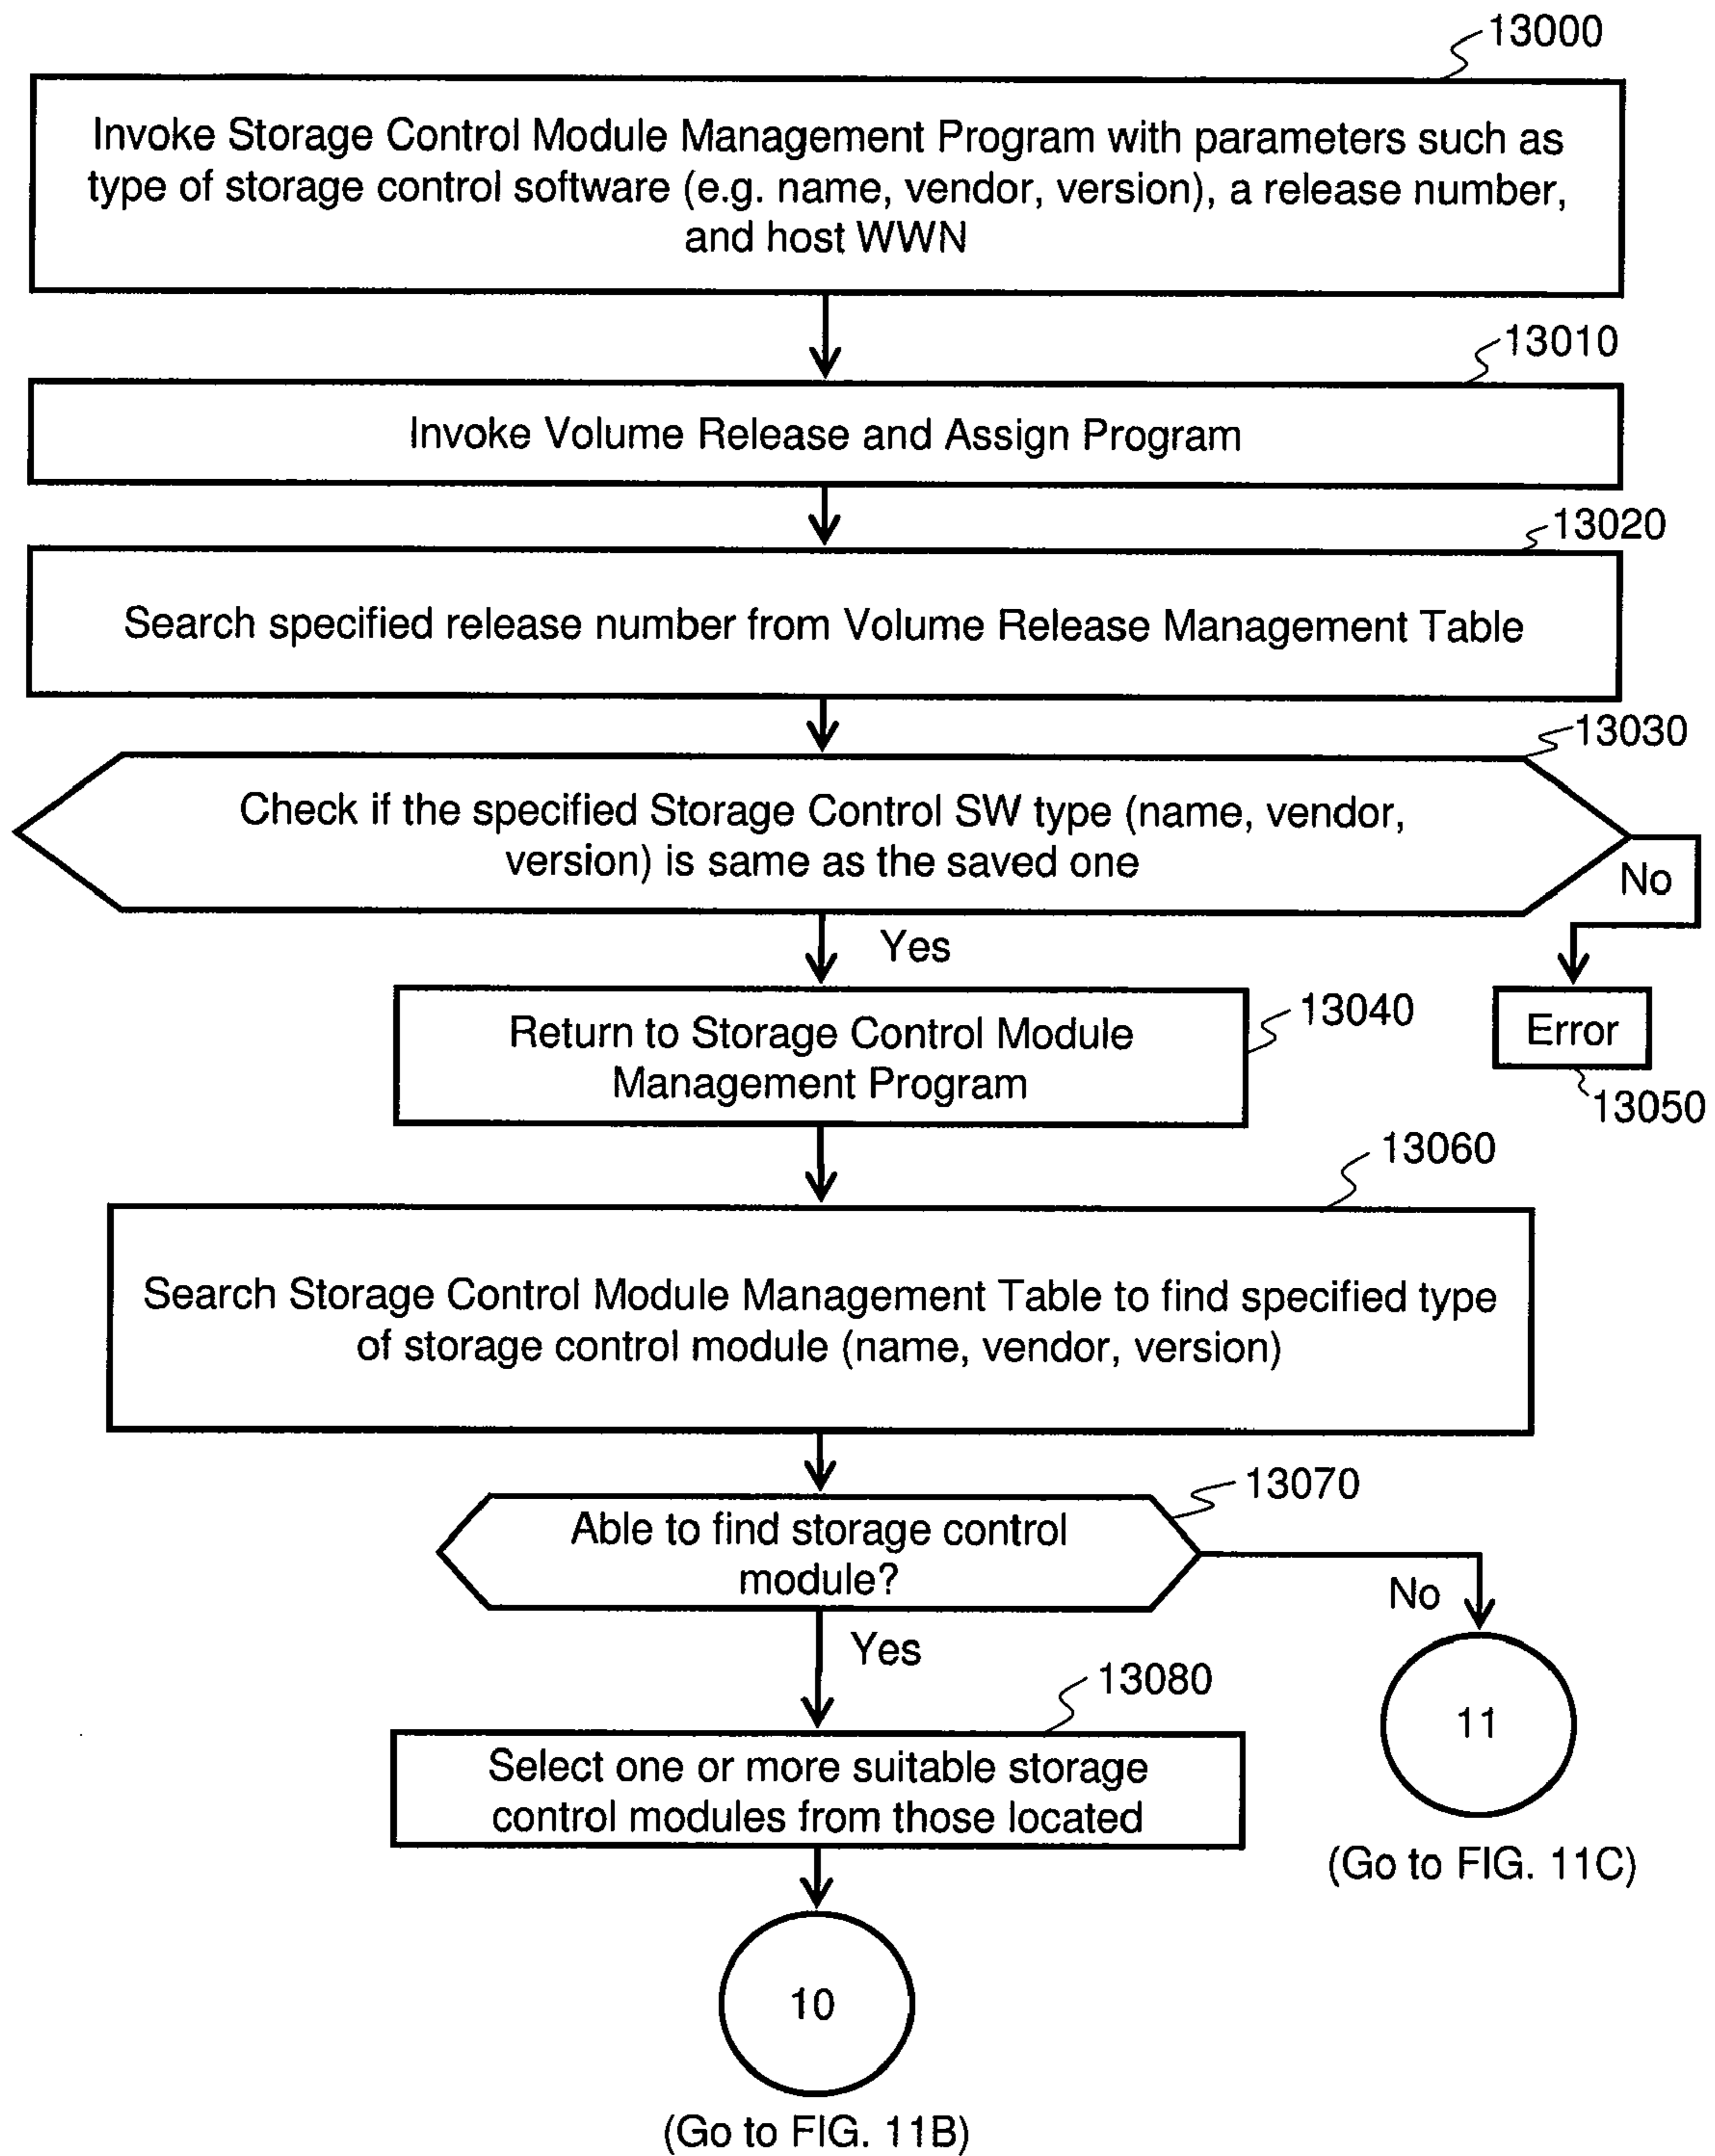 13000
Invoke Storage Control Module Management Program with parameters such as
type of storage control software (e.g. name, vendor, version), a release number,
and host WWN
13010
Invoke Volume Release and Assign Program
13020
Search specified release number from Volume Release Management Table
13030
Check if the specified Storage Control SW type (name, vendor,
version) is same as the saved one
No
Yes
Return to Storage Control Module
Management Program
13040
Error
13050
13060
Search Storage Control Module Management Table to find specified type
of storage control module (name, vendor, version)
13070
Able to find storage control
module?
No
Yes
13080
Select one or more suitable storage
control modules from those located
11
(Go to FIG. 11C)
10
(Go to FIG. 11B)